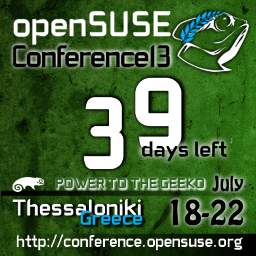 openSUSE
Conference13
39
days left
POWER TO THE GEEKO July
Thessaloniki 18-22
Greece
http://conference.opensuse.org